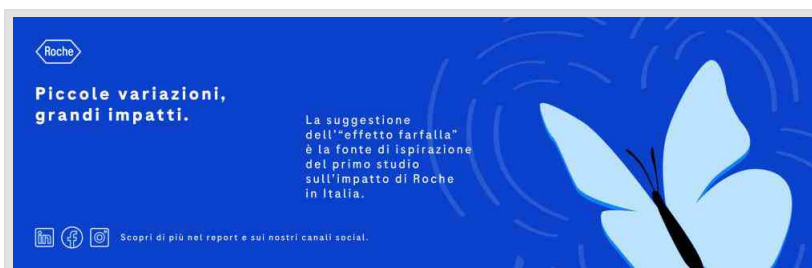 Roche
Piccole variazioni,
grandi impatti.
La suggestione
dell'“effetto farfalla”
è la fonte di ispirazione
del primo studio
sull'impatto di Roche
in Italia.
in
f
Scopri di più nel report e sui nostri canali social.